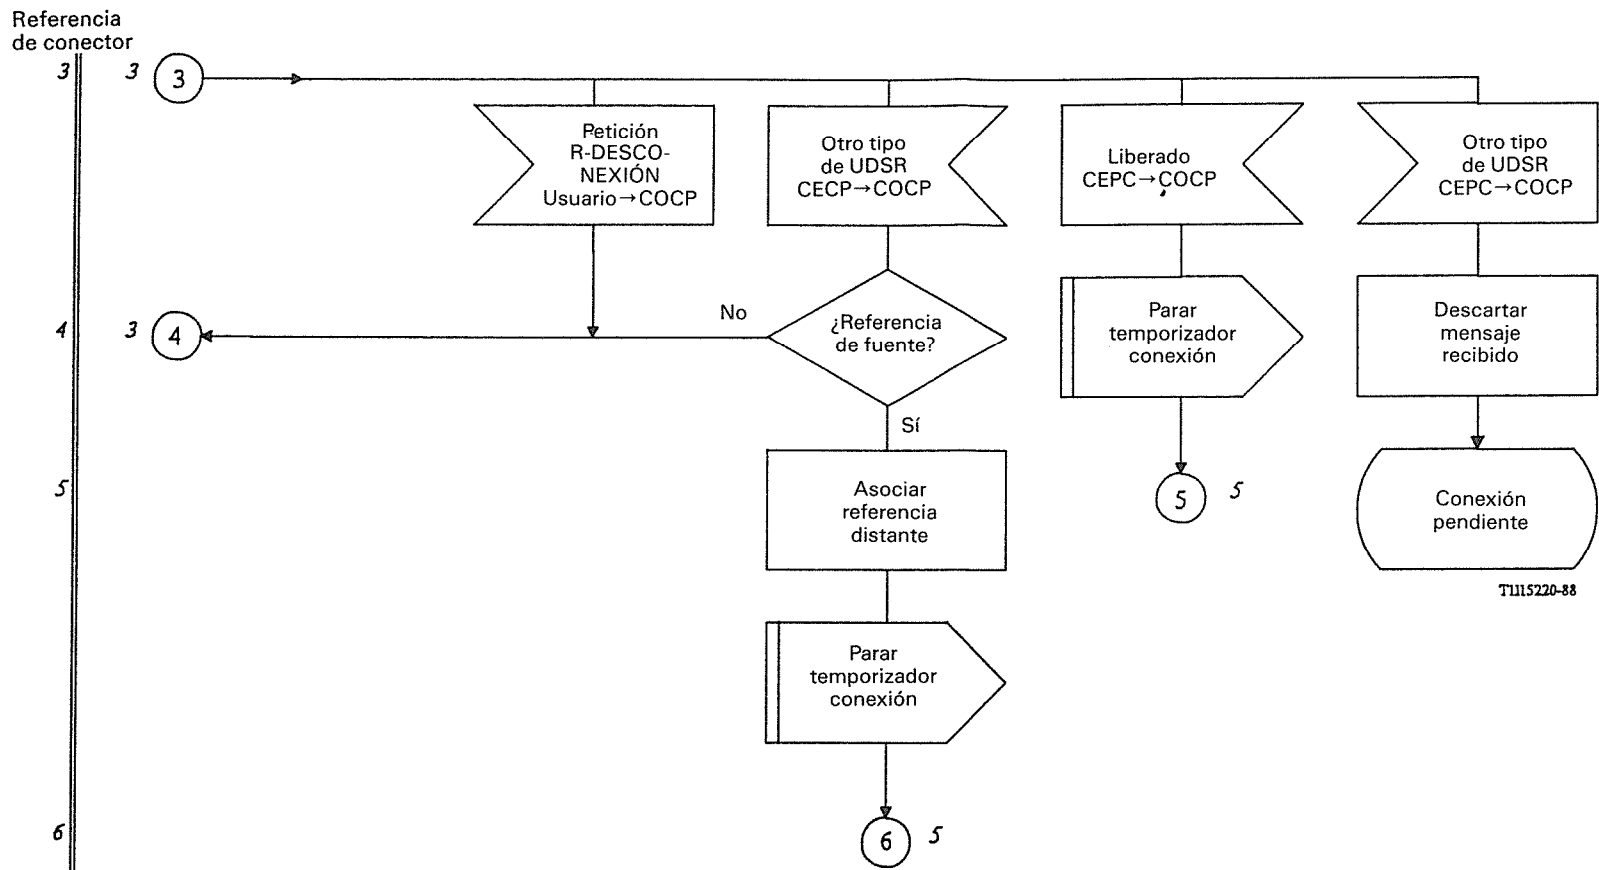 Referencia
de conector
3
3
3
Petición
R-DESCO-
NEXIÓN
Usuario→COCP
Otro tipo
de UDSR
CECP→COCP
Liberado
CEPC→COCP
Otro tipo
de UDSR
CEPC→COCP
4
3
4
No
¿Referencia
de fuente?
Parar
temporizador
conexión
Descartar
mensaje
recibido
Sí
5
Asociar
referencia
distante
5
5
Conexión
pendiente
T1115220-88
Parar
temporizador
conexión
6
6
5